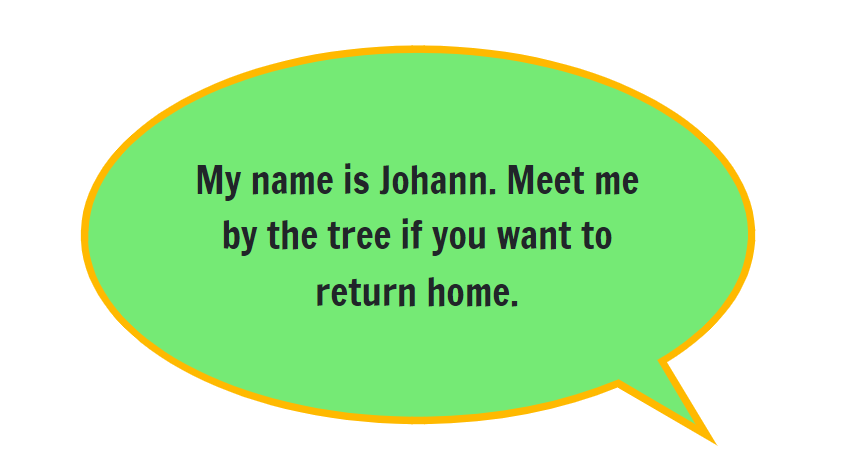 My name is Johann. Meet me
by the tree if you want to
return home.